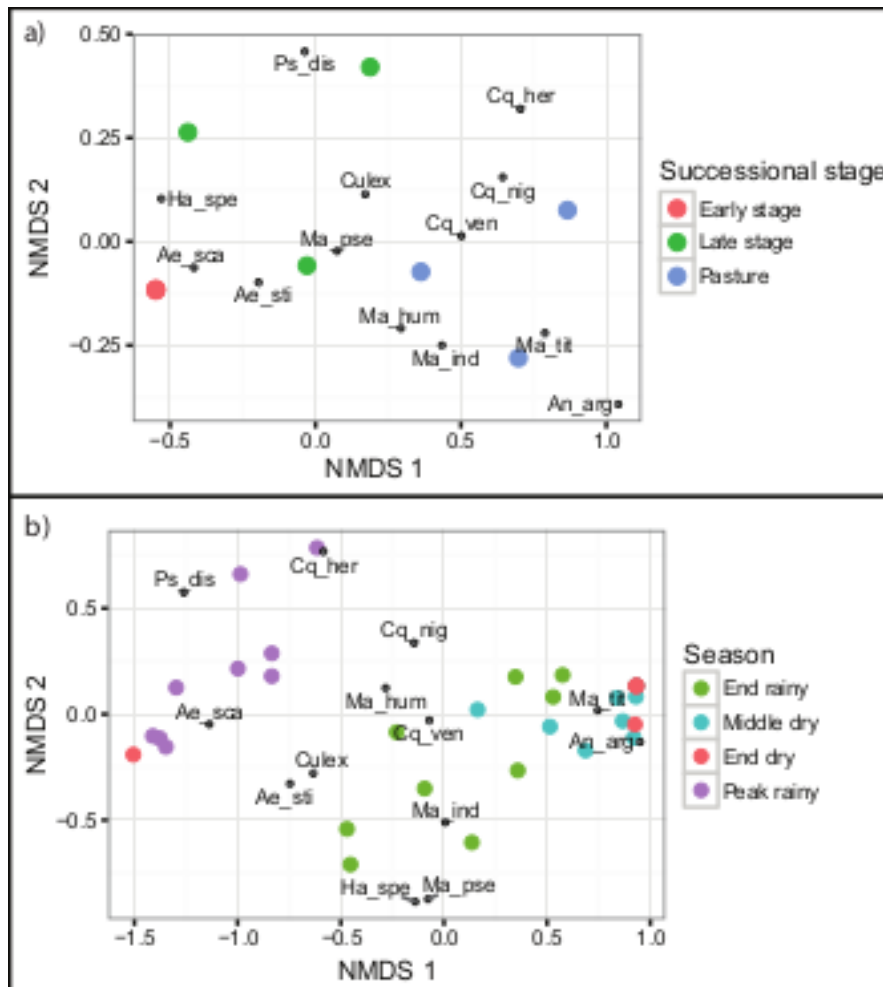 a)
0.50
Ps_dis
Cq_her
0.25
Culex
Cq_nig
Successional stage
Ha_spe
Early stage
NMDS 2
0.00
Ma_pse
Cq_ven
Late stage
Ae_sca
Pasture
Ae_sti
Ma_hum
−0.25
Ma_ind
Ma_tit
An_arg
−0.5 0.0 0.5 1.0
NMDS 1
b)
Ps_dis
Cq_her
0.5
Cq_nig
Season
End rainy
NMDS 2
Ma_hum
Ma_tit
Middle dry
0.0
Ae_sca
Cq_ven
An_arg
End dry
Culex
Peak rainy
Ae_sti
−0.5
Ma_ind
Ha_spe
Ma_pse
−1.5 −1.0 −0.5 0.0 0.5 1.0
NMDS 1